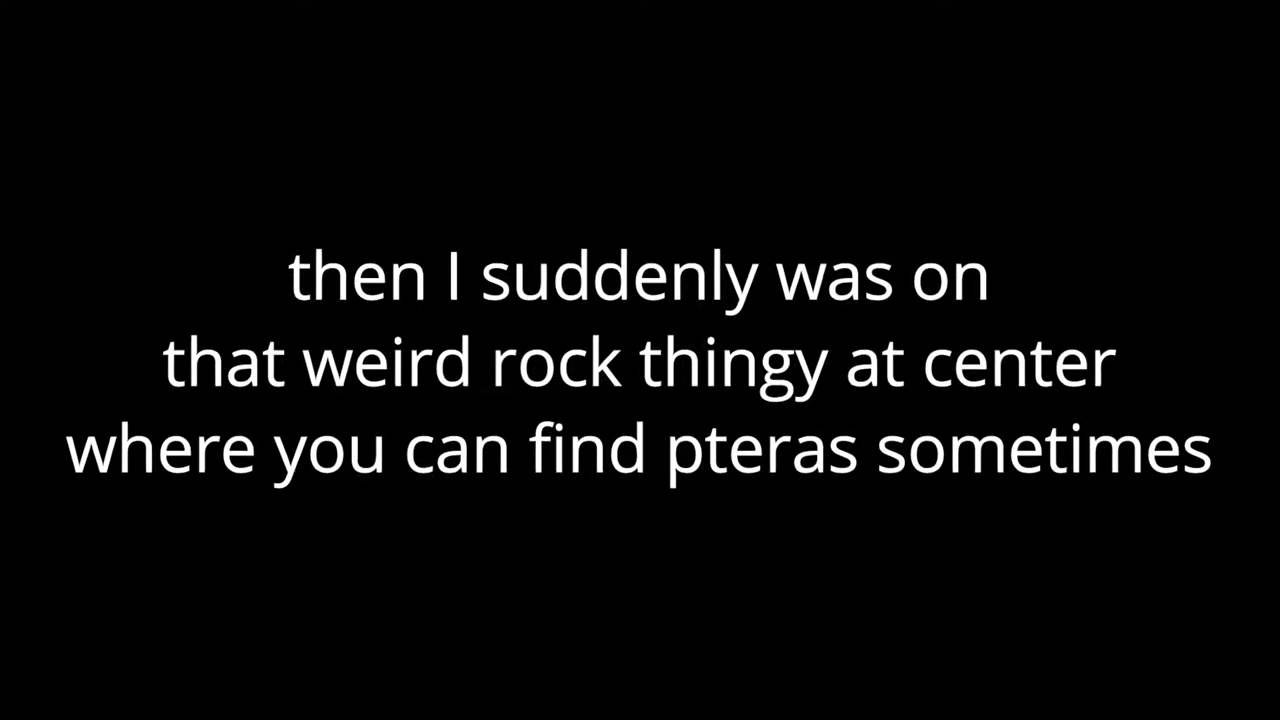 then I suddenly was on
that weird rock thingy at center
where you can find pteras sometimes